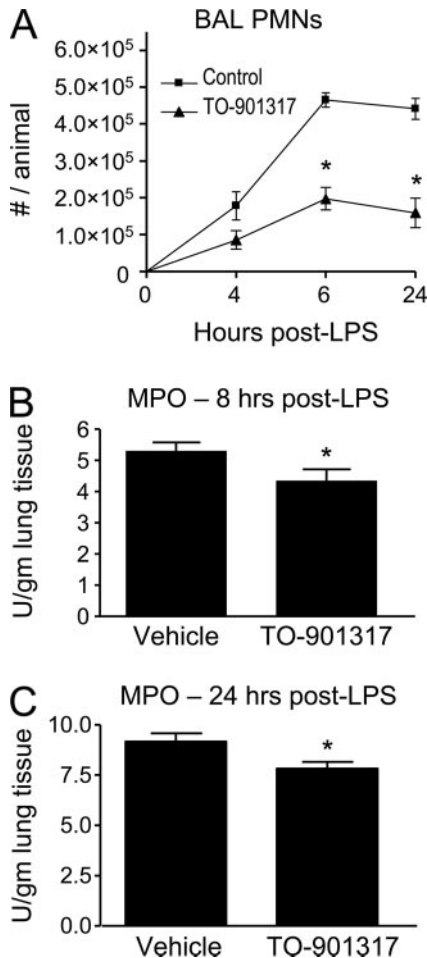 A
BAL PMNs
# / animal
6.0×10⁵
5.0×10⁵
4.0×10⁵
3.0×10⁵
2.0×10⁵
1.0×10⁵
0
Control
TO-901317
*
*
0 4 6 24
Hours post-LPS
B
MPO – 8 hrs post-LPS
U/gm lung tissue
6
5
4
3
2
1
0
*
Vehicle TO-901317
C
MPO – 24 hrs post-LPS
U/gm lung tissue
10.0
7.5
5.0
2.5
0.0
*
Vehicle TO-901317